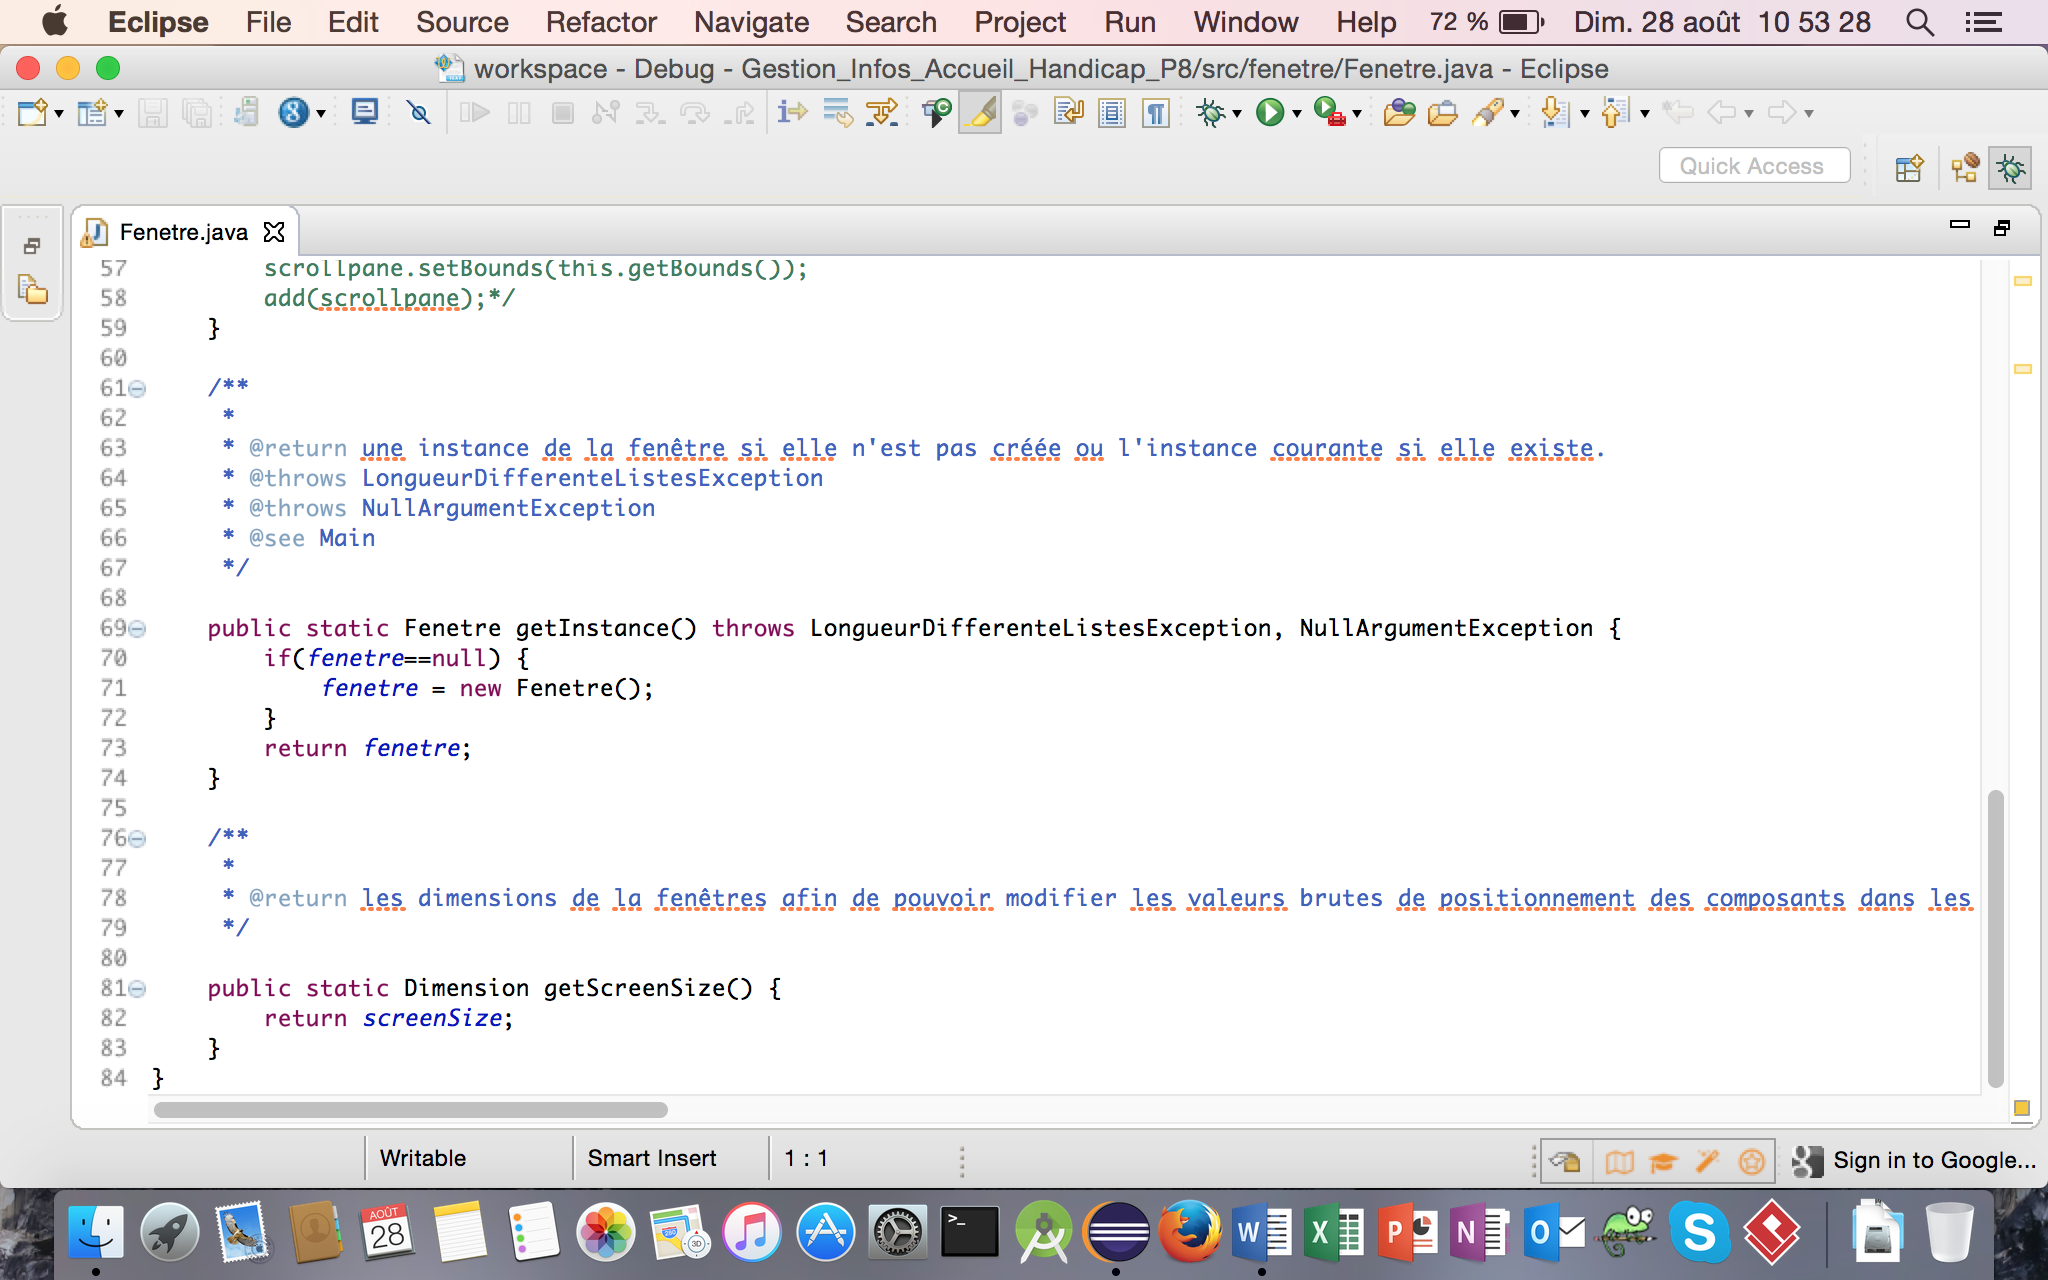 Eclipse File Edit Source Refactor Navigate Search Project Run Window Help 72 % Dim. 28 août 10 53 28
workspace - Debug - Gestion_Infos_Accueil_Handicap_P8/src/fenetre/Fenetre.java - Eclipse
Quick Access
Fenetre.java
57 scrollpane.setBounds(this.getBounds());
58 add(scrollpane);*/
59 }
60
61 /**
62 *
63 * @return une instance de la fenêtre si elle n'est pas créée ou l'instance courante si elle existe.
64 * @throws LongueurDifferenteListesException
65 * @throws NullArgumentException
66 * @see Main
67 */
68
69 public static Fenetre getInstance() throws LongueurDifferenteListesException, NullArgumentException {
70 if(fenetre==null) {
71 fenetre = new Fenetre();
72 }
73 return fenetre;
74 }
75
76 /**
77 *
78 * @return les dimensions de la fenêtres afin de pouvoir modifier les valeurs brutes de positionnement des composants dans les
79 */
80
81 public static Dimension getScreenSize() {
82 return screenSize;
83 }
84 }
Writable Smart Insert 1 : 1 Sign in to Google...
AOÛT
28
3D
W X P N O S